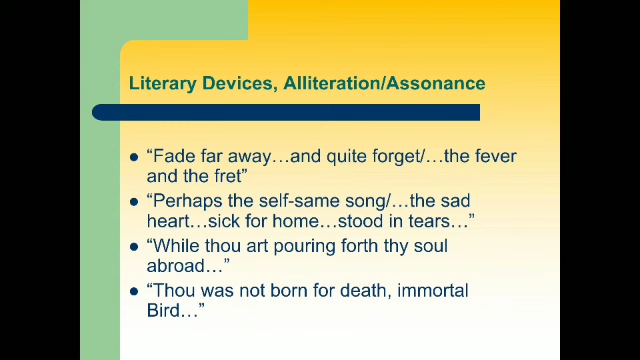 Literary Devices, Alliteration/Assonance
● “Fade far away…and quite forget/…the fever
and the fret”
● “Perhaps the self-same song/…the sad
heart…sick for home…stood in tears…”
● “While thou art pouring forth thy soul
abroad…”
● “Thou was not born for death, immortal
Bird…”